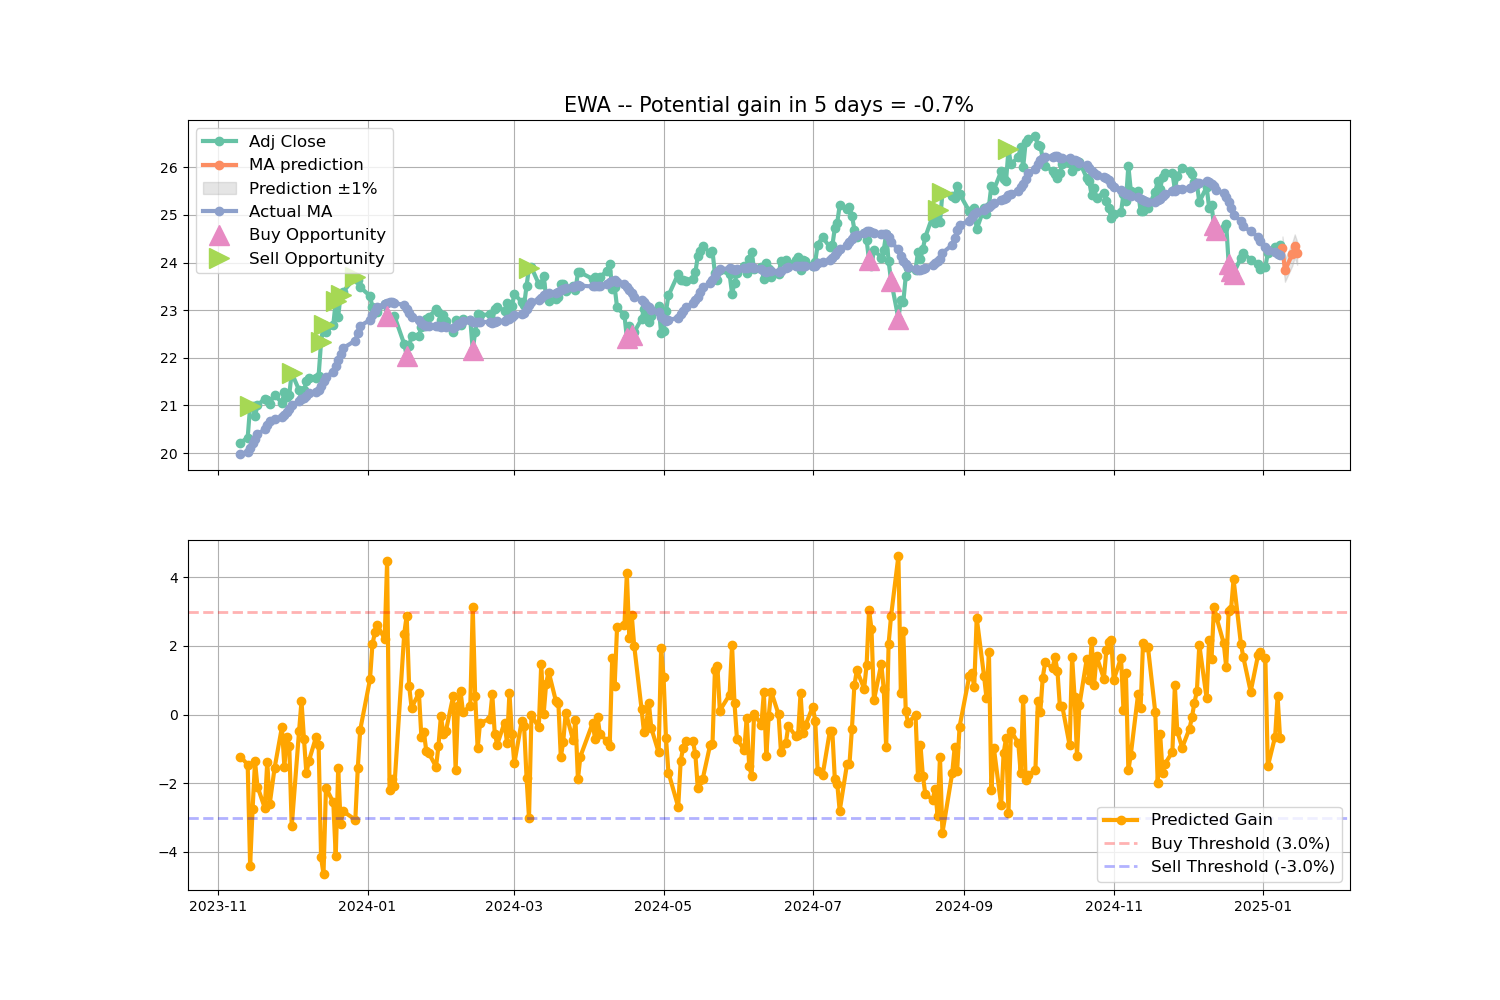 EWA -- Potential gain in 5 days = -0.7%
Adj Close
MA prediction
Prediction ±1%
Actual MA
Buy Opportunity
Sell Opportunity
26
25
24
23
22
21
20
4
2
0
−2
−4
Predicted Gain
Buy Threshold (3.0%)
Sell Threshold (-3.0%)
2023-11 2024-01 2024-03 2024-05 2024-07 2024-09 2024-11 2025-01